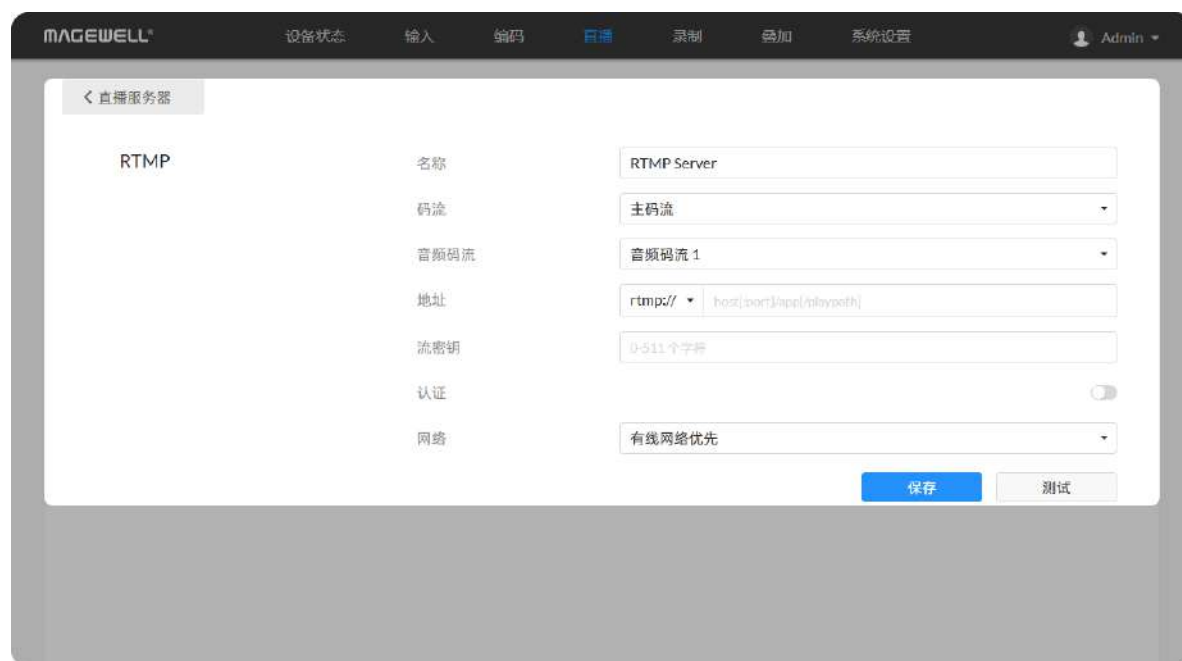 MAGEWELL® 设备状态 输入 编码 直播 录制 叠加 系统设置 Admin
直播服务器
RTMP 名称 RTMP Server
码流 主码流
音频码流 音频码流 1
地址 rtmp:// host[:port]/app[/playpath]
流密钥 0-511 个字符
认证
网络 有线网络优先
保存 测试